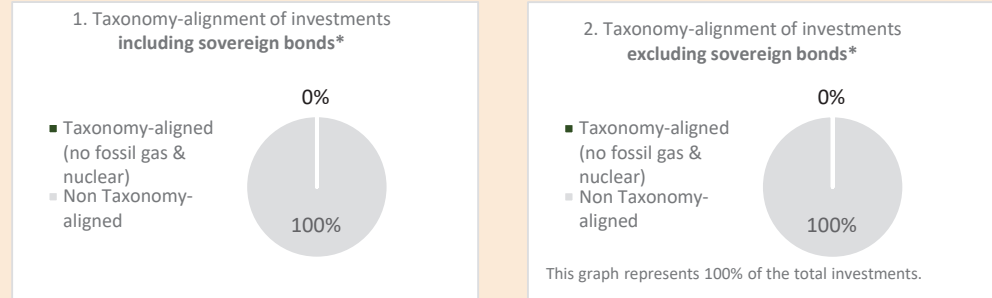 1. Taxonomy-alignment of investments
including sovereign bonds*
0%
Taxonomy-aligned
(no fossil gas &
nuclear)
Non Taxonomy-
aligned
100%
2. Taxonomy-alignment of investments
excluding sovereign bonds*
0%
Taxonomy-aligned
(no fossil gas &
nuclear)
Non Taxonomy-
aligned
100%
This graph represents 100% of the total investments.